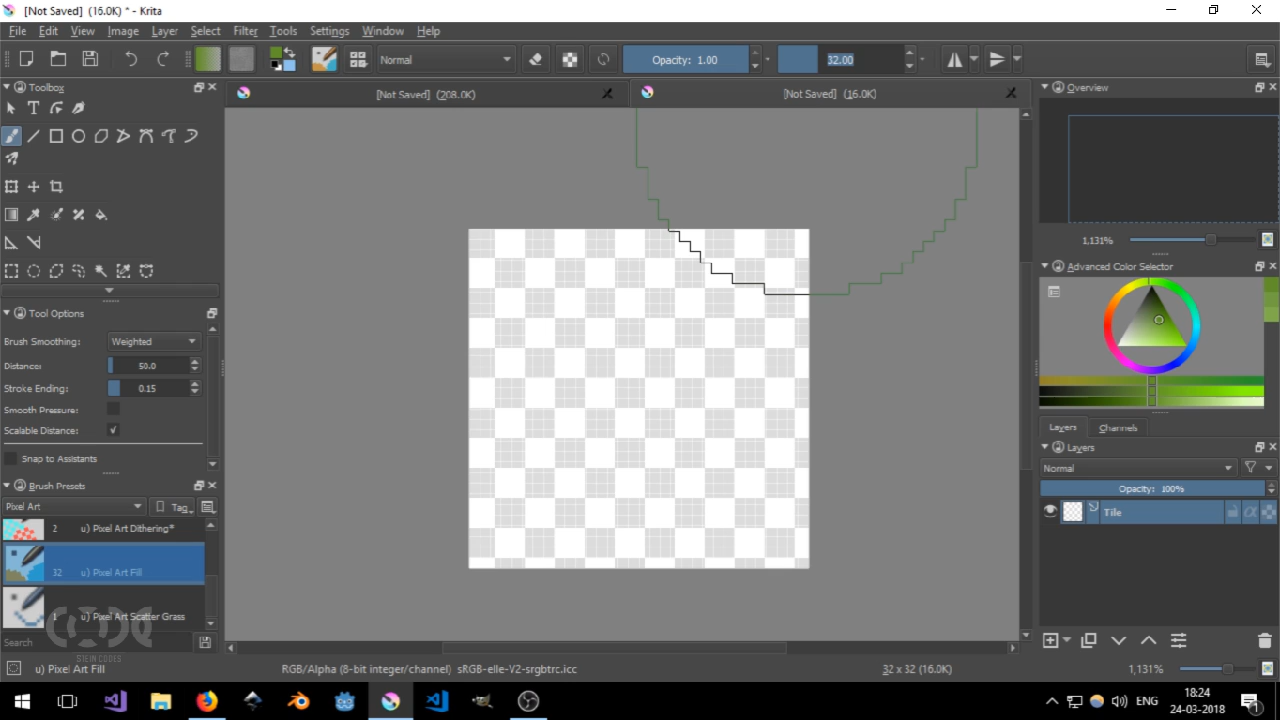 [Not Saved] (16.0K) * - Krita
File Edit View Image Layer Select Filter Tools Settings Window Help
Normal
Opacity: 1.00
32.00
Toolbox
[Not Saved] (208.0K)
[Not Saved] (16.0K)
Overview
1,131%
Advanced Color Selector
Tool Options
Brush Smoothing: Weighted
Distance: 50.0
Stroke Ending: 0.15
Smooth Pressure:
Scalable Distance:
Snap to Assistants
Layers Channels
Layers
Normal
Opacity: 100%
Tile
Brush Presets
Pixel Art
Tag
2 u) Pixel Art Dithering*
32 u) Pixel Art Fill
1 u) Pixel Art Scatter Grass
Search
CODE
STEIN CODES
u) Pixel Art Fill
RGB/Alpha (8-bit integer/channel) sRGB-elle-V2-srgbtrc.icc
32 x 32 (16.0K)
1,131%
ENG
18:24
24-03-2018
1